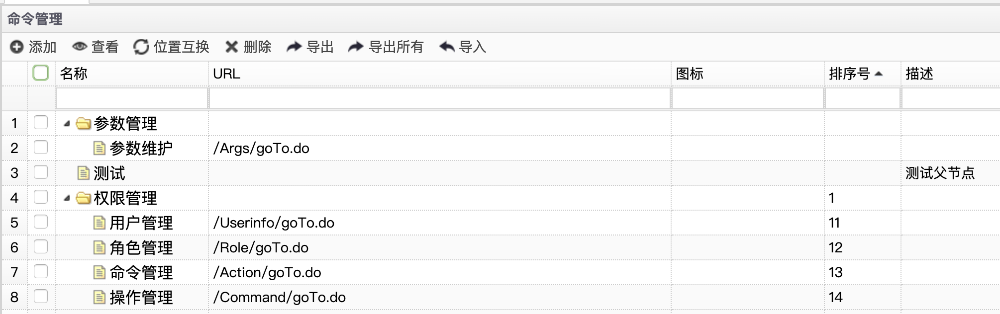 命令管理
添加 查看 位置互换 删除 导出 导出所有 导入
名称 URL 图标 排序号 描述
1 参数管理
2 参数维护 /Args/goTo.do
3 测试 测试父节点
4 权限管理 1
5 用户管理 /Userinfo/goTo.do 11
6 角色管理 /Role/goTo.do 12
7 命令管理 /Action/goTo.do 13
8 操作管理 /Command/goTo.do 14